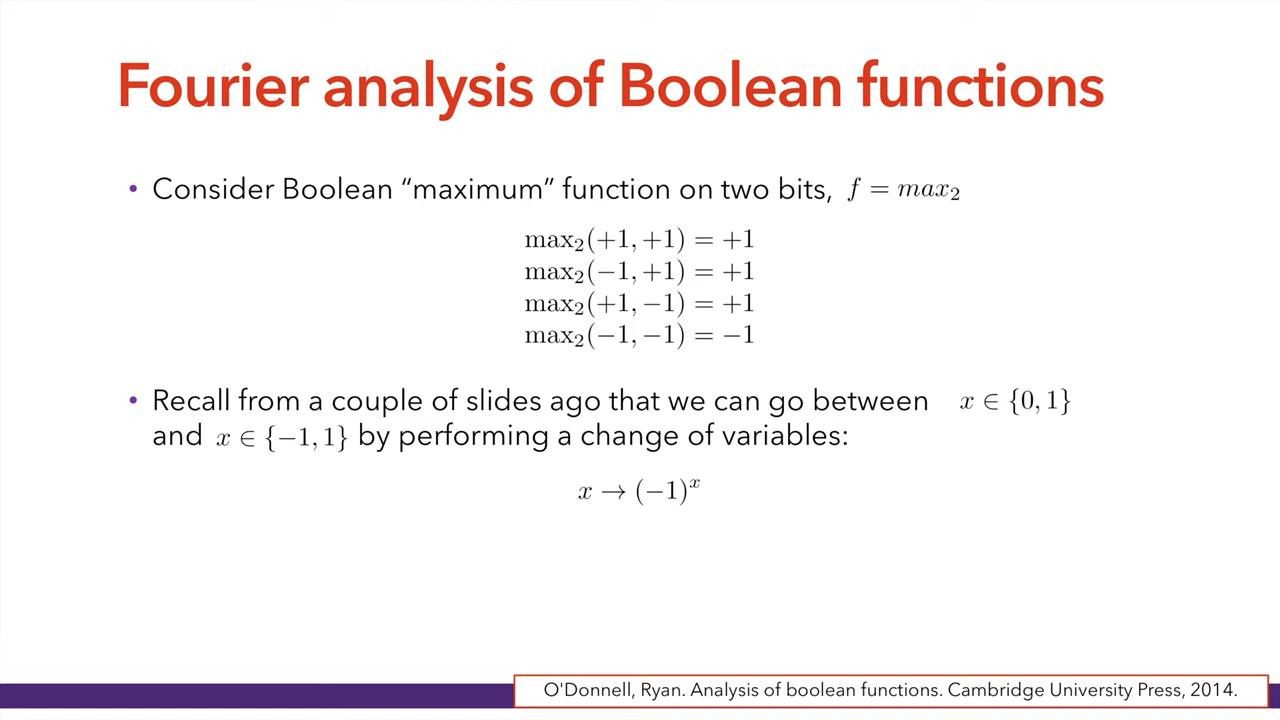 Fourier analysis of Boolean functions
• Consider Boolean “maximum” function on two bits, f = max₂
max₂(+1, +1) = +1
max₂(−1, +1) = +1
max₂(+1, −1) = +1
max₂(−1, −1) = −1
• Recall from a couple of slides ago that we can go between x ∈ {0, 1}
and x ∈ {−1, 1} by performing a change of variables:
x → (−1)ˣ
O'Donnell, Ryan. Analysis of boolean functions. Cambridge University Press, 2014.